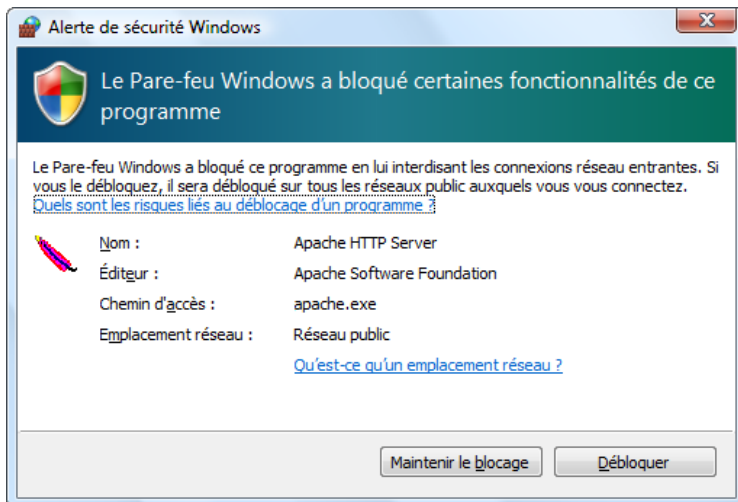 Alerte de sécurité Windows
Le Pare-feu Windows a bloqué certaines fonctionnalités de ce
programme
Le Pare-feu Windows a bloqué ce programme en lui interdisant les connexions réseau entrantes. Si
vous le débloquez, il sera débloqué sur tous les réseaux public auxquels vous vous connectez.
Quels sont les risques liés au déblocage d'un programme ?
Nom : Apache HTTP Server
Éditeur : Apache Software Foundation
Chemin d'accès : apache.exe
Emplacement réseau : Réseau public
Qu'est-ce qu'un emplacement réseau ?
Maintenir le blocage Débloquer